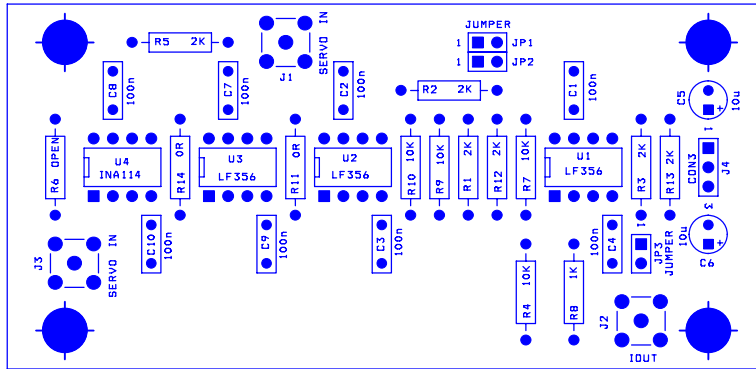 R5 2K
J1
SERVO IN
JUMPER
1 JP1
1 JP2
C8 100n
C7 100n
C2 100n
R2 2K
C1 100n
C5 10u +
R6 OPEN
U4
INA114
R14 0R
U3
LF356
R11 0R
U2
LF356
R10 10K
R9 10K
R1 2K
R12 2K
R7 10K
U1
LF356
R3 2K
R13 2K
1
CON3
J4
3
J3
SERVO IN
C10 100n
C9 100n
C3 100n
R4 10K
R8 1K
C4 100n
1
JP3
JUMPER
10u +
C6
J2
IOUT